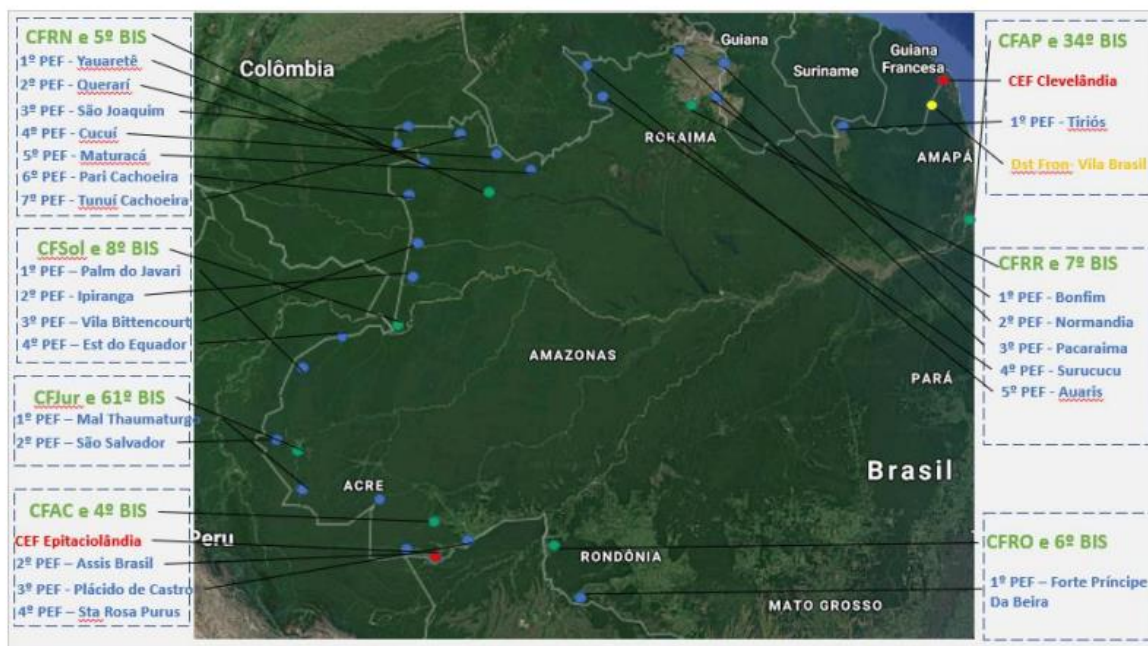 CFRN e 5º BIS
1º PEF - Yauaretê
2º PEF - Querarí
3º PEF - São Joaquim
4º PEF - Cucuí
5º PEF - Maturacá
6º PEF - Pari Cachoeira
7º PEF - Tunuí Cachoeira
CFSol e 8º BIS
1º PEF – Palm do Javari
2º PEF - Ipiranga
3º PEF – Vila Bittencourt
4º PEF – Est do Equador
CFJur e 61º BIS
1º PEF – Mal Thaumaturgo
2º PEF – São Salvador
CFAC e 4º BIS
CEF Epitaciolândia
2º PEF – Assis Brasil
3º PEF - Plácido de Castro
4º PEF – Sta Rosa Purus
Colômbia
Guiana
Suriname
Guiana
Francesa
RORAIMA
AMAPÁ
AMAZONAS
PARÁ
Brasil
ACRE
Peru
RONDÔNIA
MATO GROSSO
CFAP e 34º BIS
CEF Clevelândia
1º PEF - Tiriós
Dst Fron- Vila Brasil
CFRR e 7º BIS
1º PEF - Bonfim
2º PEF - Normandia
3º PEF - Pacaraima
4º PEF - Surucucu
5º PEF - Auaris
CFRO e 6º BIS
1º PEF – Forte Príncipe
Da Beira